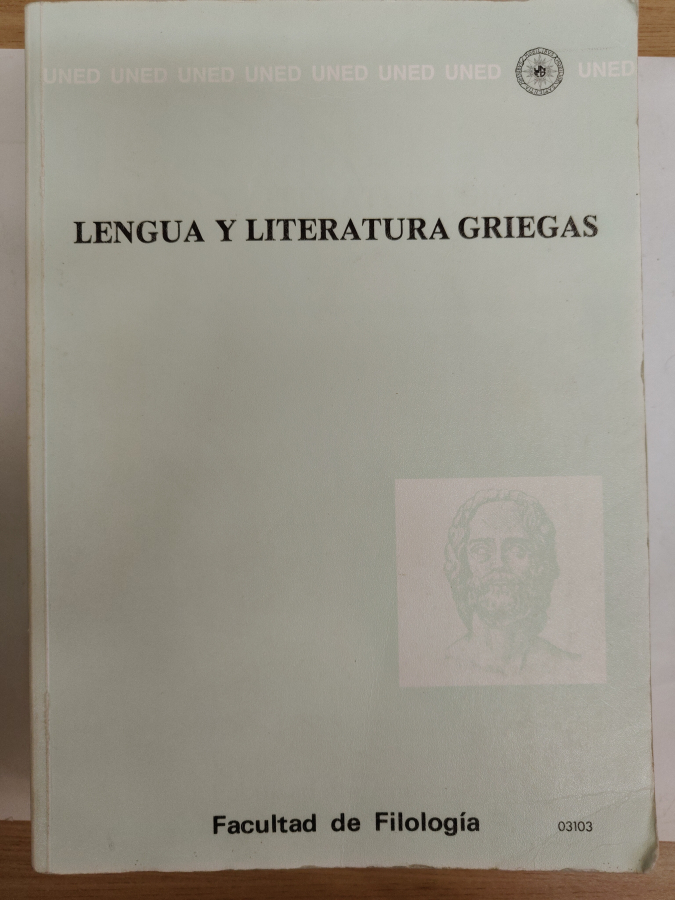 UNED UNED UNED UNED UNED UNED UNED UNED
LENGUA Y LITERATURA GRIEGAS
Facultad de Filología 03103